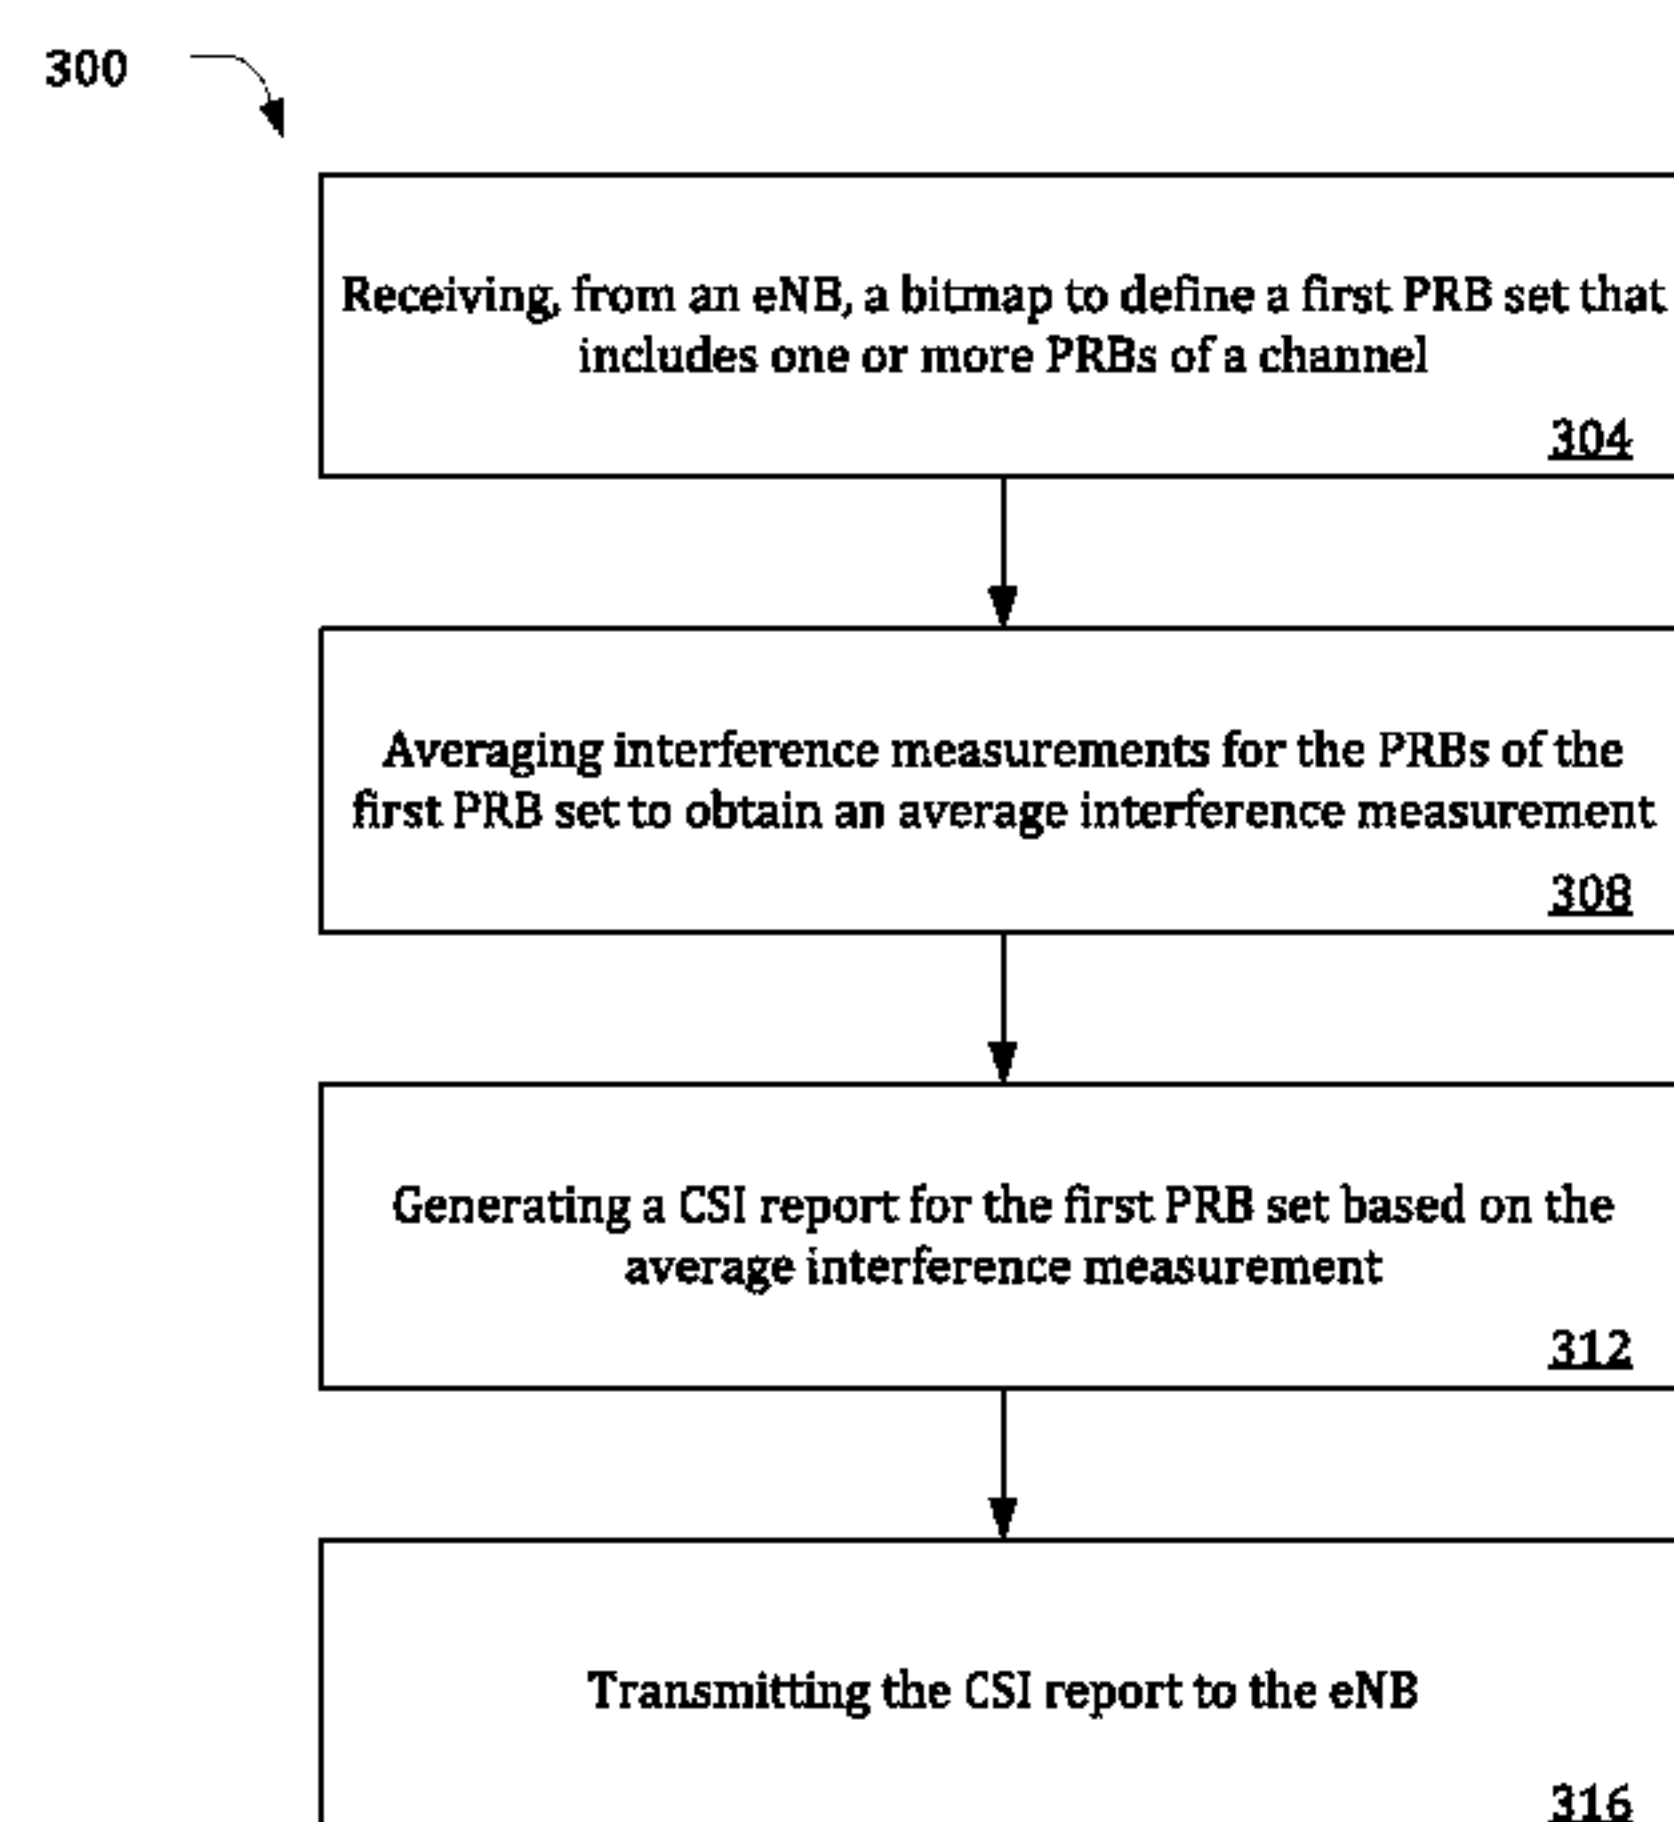 300
Receiving, from an eNB, a bitmap to define a first PRB set that
includes one or more PRBs of a channel
304
Averaging interference measurements for the PRBs of the
first PRB set to obtain an average interference measurement
308
Generating a CSI report for the first PRB set based on the
average interference measurement
312
Transmitting the CSI report to the eNB
316